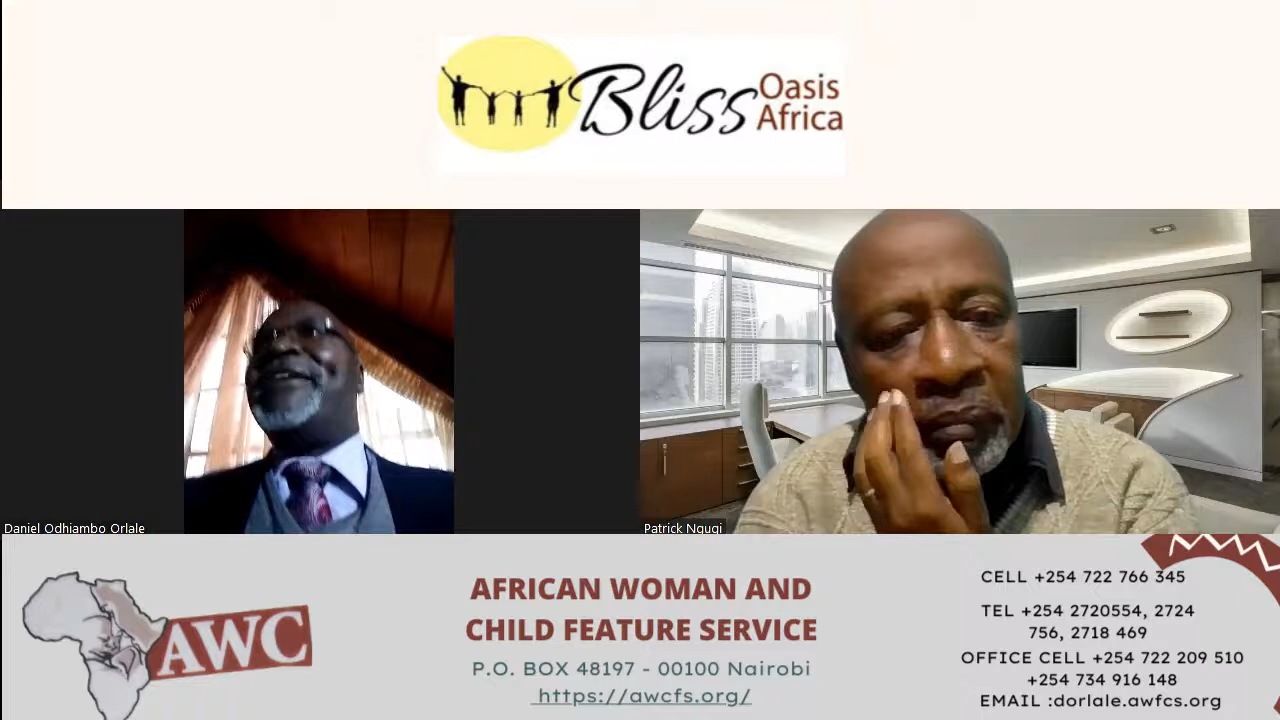 Bliss Oasis
Africa
Daniel Odhiambo Orlale
Patrick Ngugi
AWC
AFRICAN WOMAN AND
CHILD FEATURE SERVICE
P.O. BOX 48197 - 00100 Nairobi
https://awcfs.org/
CELL +254 722 766 345
TEL +254 2720554, 2724
756, 2718 469
OFFICE CELL +254 722 209 510
+254 734 916 148
EMAIL :dorlale.awfcs.org